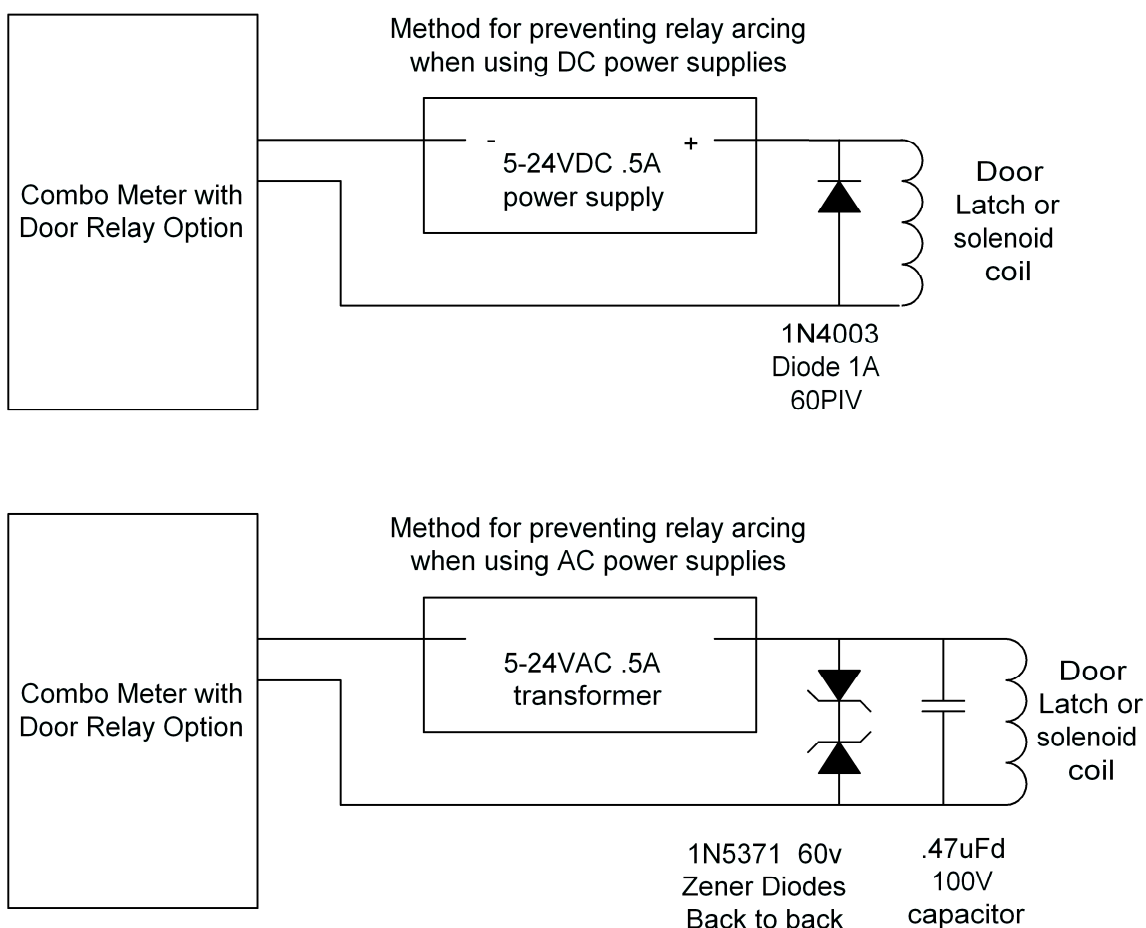 Method for preventing relay arcing
when using DC power supplies
Combo Meter with
Door Relay Option
- +
5-24VDC .5A
power supply
Door
Latch or
solenoid
coil
1N4003
Diode 1A
60PIV
Method for preventing relay arcing
when using AC power supplies
Combo Meter with
Door Relay Option
5-24VAC .5A
transformer
Door
Latch or
solenoid
coil
1N5371 60v
Zener Diodes
Back to back
.47uFd
100V
capacitor